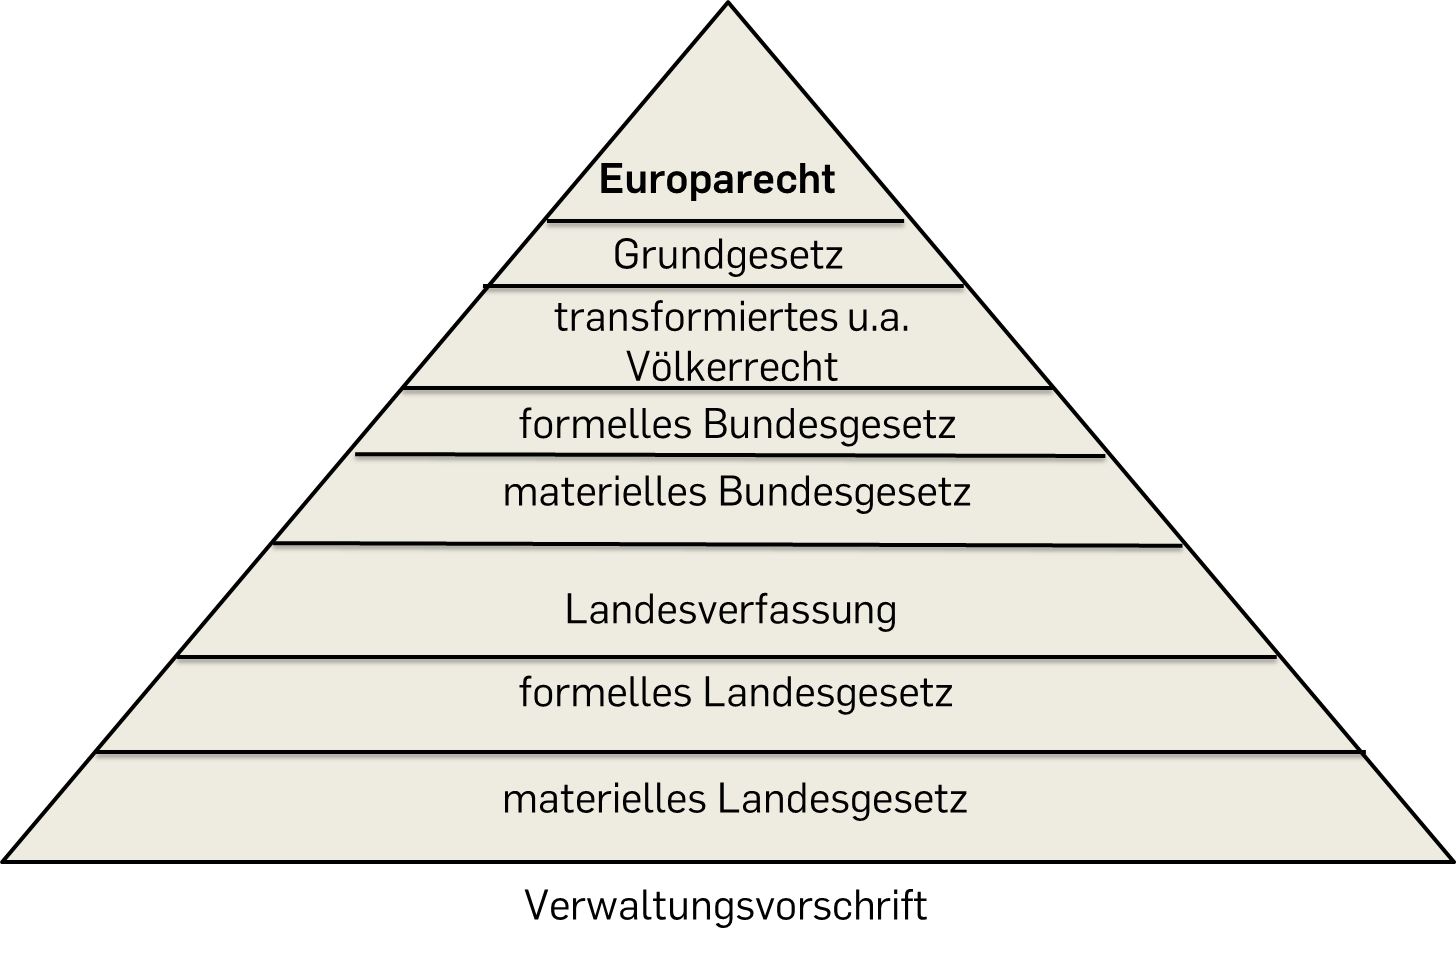 Europarecht
Grundgesetz
transformiertes u.a.
Völkerrecht
formelles Bundesgesetz
materielles Bundesgesetz
Landesverfassung
formelles Landesgesetz
materielles Landesgesetz
Verwaltungsvorschrift